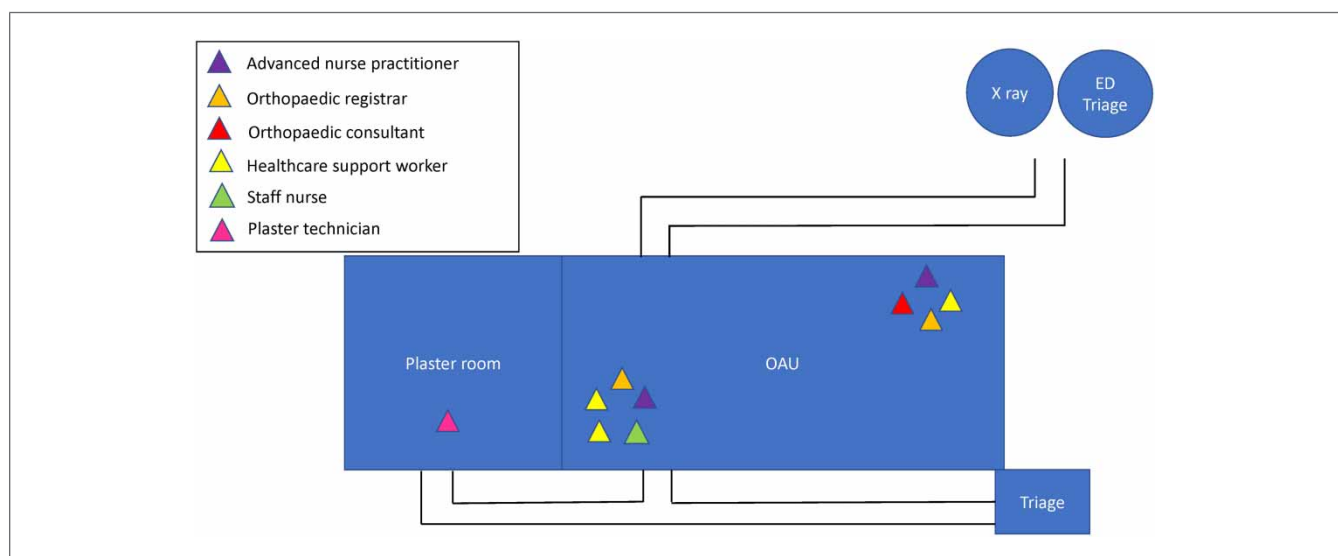 Advanced nurse practitioner
Orthopaedic registrar
Orthopaedic consultant
Healthcare support worker
Staff nurse
Plaster technician
X ray
ED
Triage
Plaster room
OAU
Triage